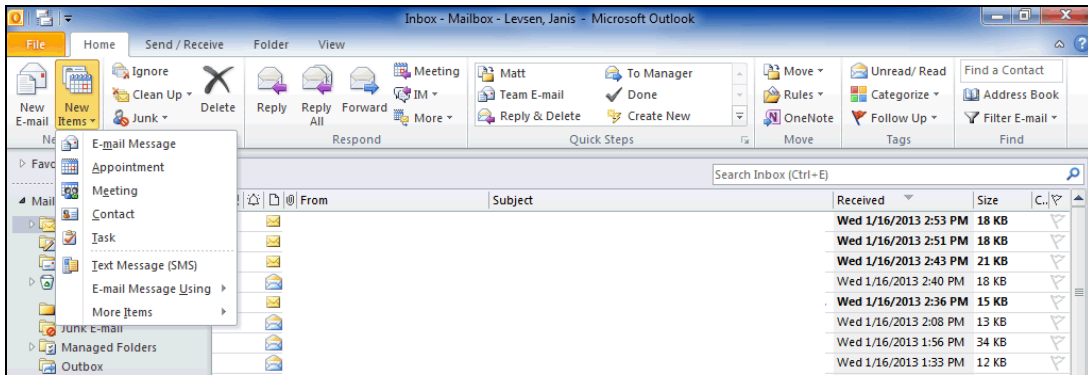 Inbox - Mailbox - Levsen, Janis - Microsoft Outlook
File Home Send / Receive Folder View
New E-mail
New Items
Ignore
Clean Up
Junk
Delete
Reply
Reply All
Forward
Meeting
IM
More
Matt
Team E-mail
Reply & Delete
To Manager
Done
Create New
Move
Rules
OneNote
Unread/ Read
Categorize
Follow Up
Find a Contact
Address Book
Filter E-mail
Ne Respond Quick Steps Move Tags Find
E-mail Message
Appointment
Meeting
Contact
Task
Text Message (SMS)
E-mail Message Using
More Items
Favo
Search Inbox (Ctrl+E)
Mail
From Subject Received Size C..
Wed 1/16/2013 2:53 PM 18 KB
Wed 1/16/2013 2:51 PM 18 KB
Wed 1/16/2013 2:43 PM 21 KB
Wed 1/16/2013 2:40 PM 18 KB
Wed 1/16/2013 2:36 PM 15 KB
Wed 1/16/2013 2:08 PM 13 KB
Wed 1/16/2013 1:56 PM 34 KB
Wed 1/16/2013 1:33 PM 12 KB
Junk E-mail
Managed Folders
Outbox